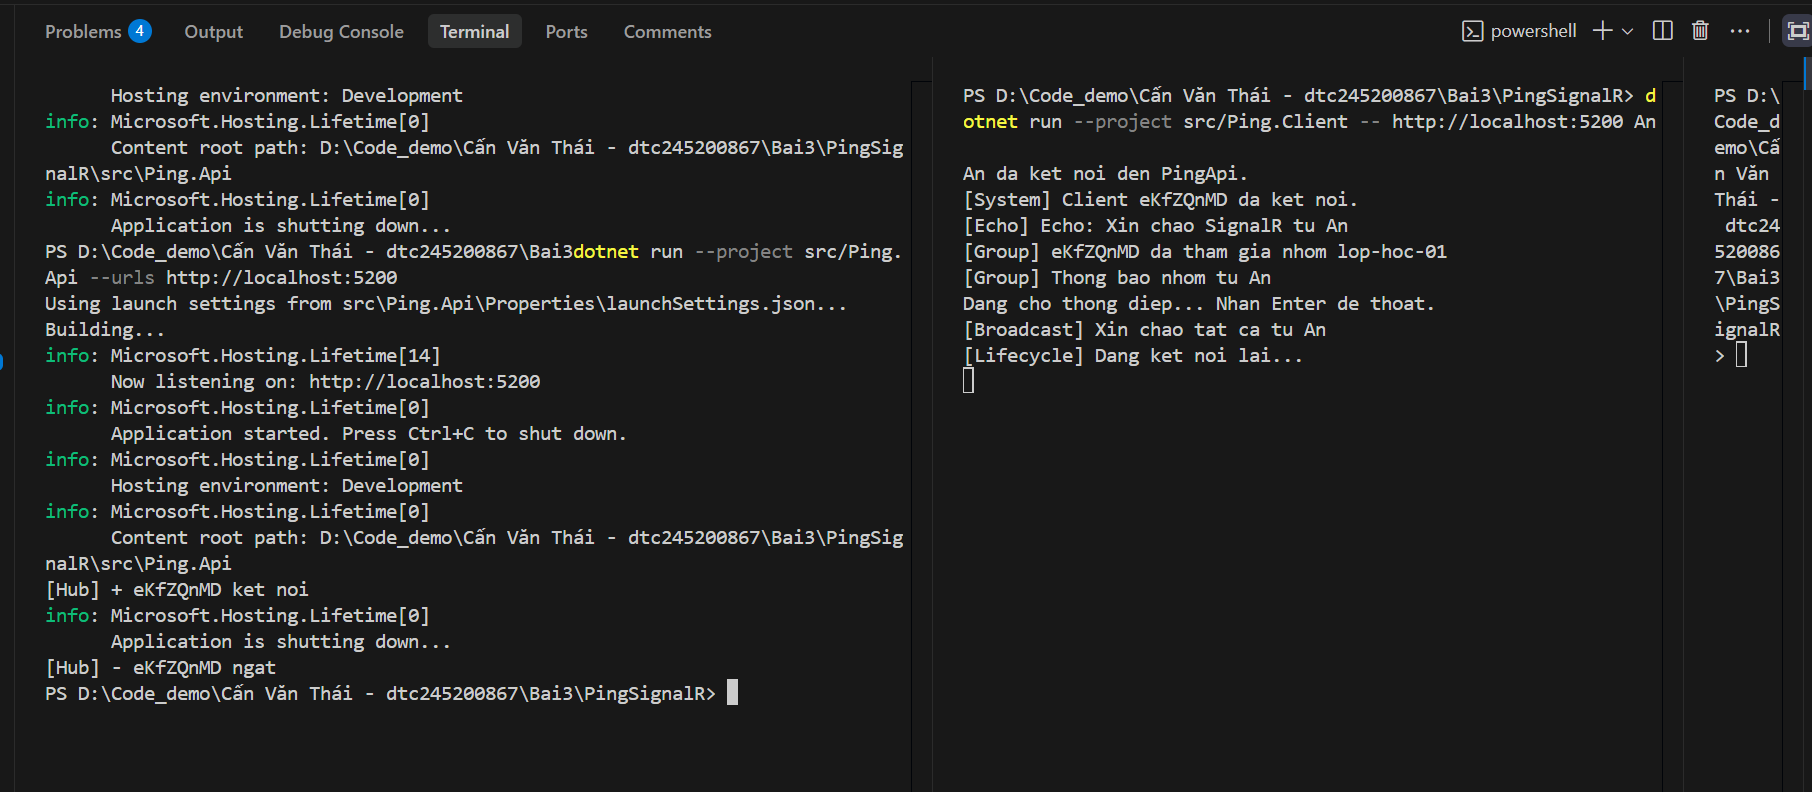 Problems 4 Output Debug Console Terminal Ports Comments powershell
Hosting environment: Development
info: Microsoft.Hosting.Lifetime[0]
Content root path: D:\Code_demo\Cấn Văn Thái - dtc245200867\Bai3\PingSig
nalR\src\Ping.Api
info: Microsoft.Hosting.Lifetime[0]
Application is shutting down...
PS D:\Code_demo\Cấn Văn Thái - dtc245200867\Bai3dotnet run --project src/Ping.
Api --urls http://localhost:5200
Using launch settings from src\Ping.Api\Properties\launchSettings.json...
Building...
info: Microsoft.Hosting.Lifetime[14]
Now listening on: http://localhost:5200
info: Microsoft.Hosting.Lifetime[0]
Application started. Press Ctrl+C to shut down.
info: Microsoft.Hosting.Lifetime[0]
Hosting environment: Development
info: Microsoft.Hosting.Lifetime[0]
Content root path: D:\Code_demo\Cấn Văn Thái - dtc245200867\Bai3\PingSig
nalR\src\Ping.Api
[Hub] + eKfZQnMD ket noi
info: Microsoft.Hosting.Lifetime[0]
Application is shutting down...
[Hub] - eKfZQnMD ngat
PS D:\Code_demo\Cấn Văn Thái - dtc245200867\Bai3\PingSignalR>
PS D:\Code_demo\Cấn Văn Thái - dtc245200867\Bai3\PingSignalR> d
otnet run --project src/Ping.Client -- http://localhost:5200 An
An da ket noi den PingApi.
[System] Client eKfZQnMD da ket noi.
[Echo] Echo: Xin chao SignalR tu An
[Group] eKfZQnMD da tham gia nhom lop-hoc-01
[Group] Thong bao nhom tu An
Dang cho thong diep... Nhan Enter de thoat.
[Broadcast] Xin chao tat ca tu An
[Lifecycle] Dang ket noi lai...
PS D:\
Code_d
emo\Cấ
n Văn
Thái -
dtc24
520086
7\Bai3
\PingS
ignalR
>